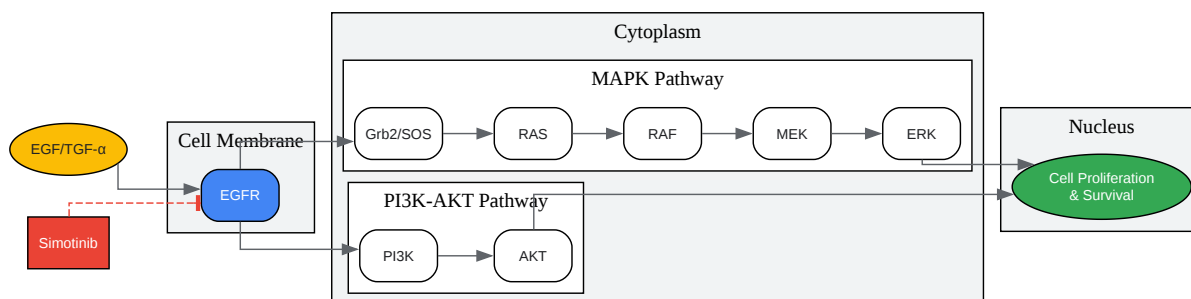 Cytoplasm
MAPK Pathway
Grb2/SOS
RAS
RAF
MEK
ERK
Nucleus
Cell Membrane
EGF/TGF-α
EGFR
Cell Proliferation
& Survival
PI3K-AKT Pathway
Simotinib
PI3K
AKT